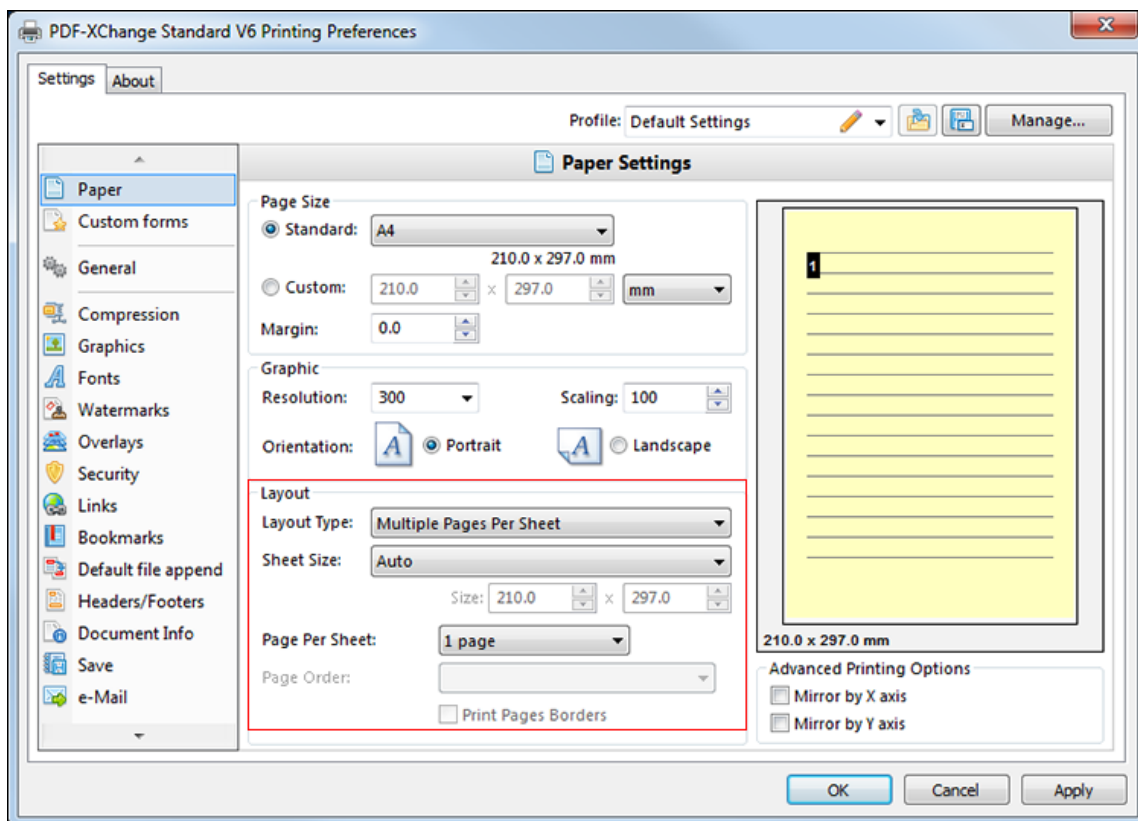 PDF-XChange Standard V6 Printing Preferences
Settings About
Profile: Default Settings Manage...
Paper
Custom forms
General
Compression
Graphics
Fonts
Watermarks
Overlays
Security
Links
Bookmarks
Default file append
Headers/Footers
Document Info
Save
e-Mail
Paper Settings
Page Size
Standard: A4
210.0 x 297.0 mm
Custom: 210.0 x 297.0 mm
Margin: 0.0
Graphic
Resolution: 300 Scaling: 100
Orientation: A Portrait A Landscape
Layout
Layout Type: Multiple Pages Per Sheet
Sheet Size: Auto
Size: 210.0 x 297.0
Page Per Sheet: 1 page
Page Order:
Print Pages Borders
1
210.0 x 297.0 mm
Advanced Printing Options
Mirror by X axis
Mirror by Y axis
OK Cancel Apply